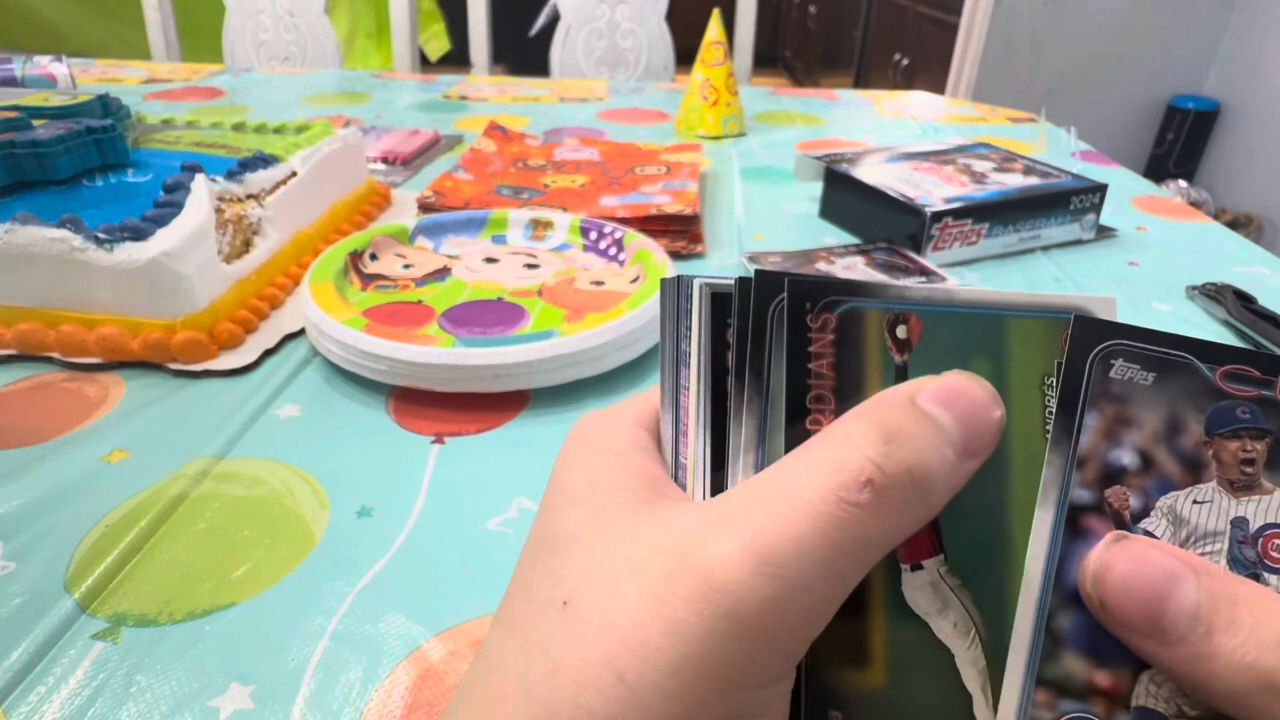 2024
Topps BASEBALL
RDIANS
ANDRÉS
Topps
C